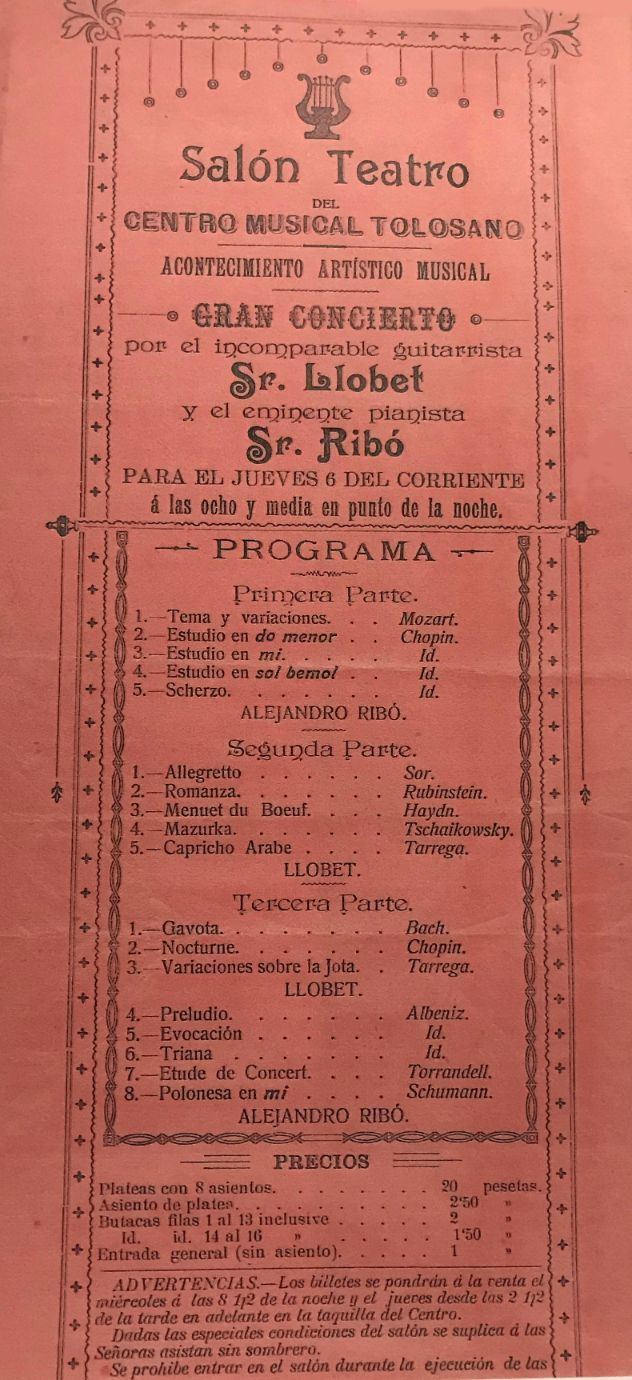 Salón Teatro
DEL
CENTRO MUSICAL TOLOSANO
ACONTECIMIENTO ARTÍSTICO MUSICAL
GRAN CONCIERTO
por el incomparable guitarrista
Sr. Llobet
y el eminente pianista
Sr. Ribó
PARA EL JUEVES 6 DEL CORRIENTE
á las ocho y media en punto de la noche.
PROGRAMA
Primera Parte.
1.—Tema y variaciones. . . Mozart.
2.—Estudio en do menor . . Chopin.
3.—Estudio en mi. . . . . . Id.
4.—Estudio en sol bemol . . Id.
5.—Scherzo. . . . . . . Id.
ALEJANDRO RIBÓ.
Segunda Parte.
1.—Allegretto . . . . . . Sor.
2.—Romanza. . . . . . . Rubinstein.
3.—Menuet du Boeuf. . . . Haydn.
4.—Mazurka. . . . . . . Tschaikowsky.
5.—Capricho Arabe . . . . Tarrega.
LLOBET.
Tercera Parte.
1.—Gavota. . . . . . . . Bach.
2.—Nocturne. . . . . . . Chopin.
3.—Variaciones sobre la Jota. . Tarrega.
LLOBET.
4.—Preludio. . . . . . . Albeniz.
5.—Evocación . . . . . . Id.
6.—Triana . . . . . . . Id.
7.—Etude de Concert. . . . Torrandell.
8.—Polonesa en mi . . . . Schumann.
ALEJANDRO RIBÓ.
PRECIOS
Plateas con 8 asientos. . . . . . . . 20 pesetas.
Asiento de platea. . . . . . . . . . 2'50 »
Butacas filas 1 al 13 inclusive . . . . . 2 »
Id. id. 14 al 16 » . . . . . 1'50 »
Entrada general (sin asiento). . . . . 1 »
ADVERTENCIAS.—Los billetes se pondrán á la venta el
miércoles á las 8 1¡2 de la noche y el jueves desde las 2 1¡2
de la tarde en adelante en la taquilla del Centro.
Dadas las especiales condiciones del salón se suplica á las
Señoras asistan sin sombrero.
Se prohibe entrar en el salón durante la ejecución de las